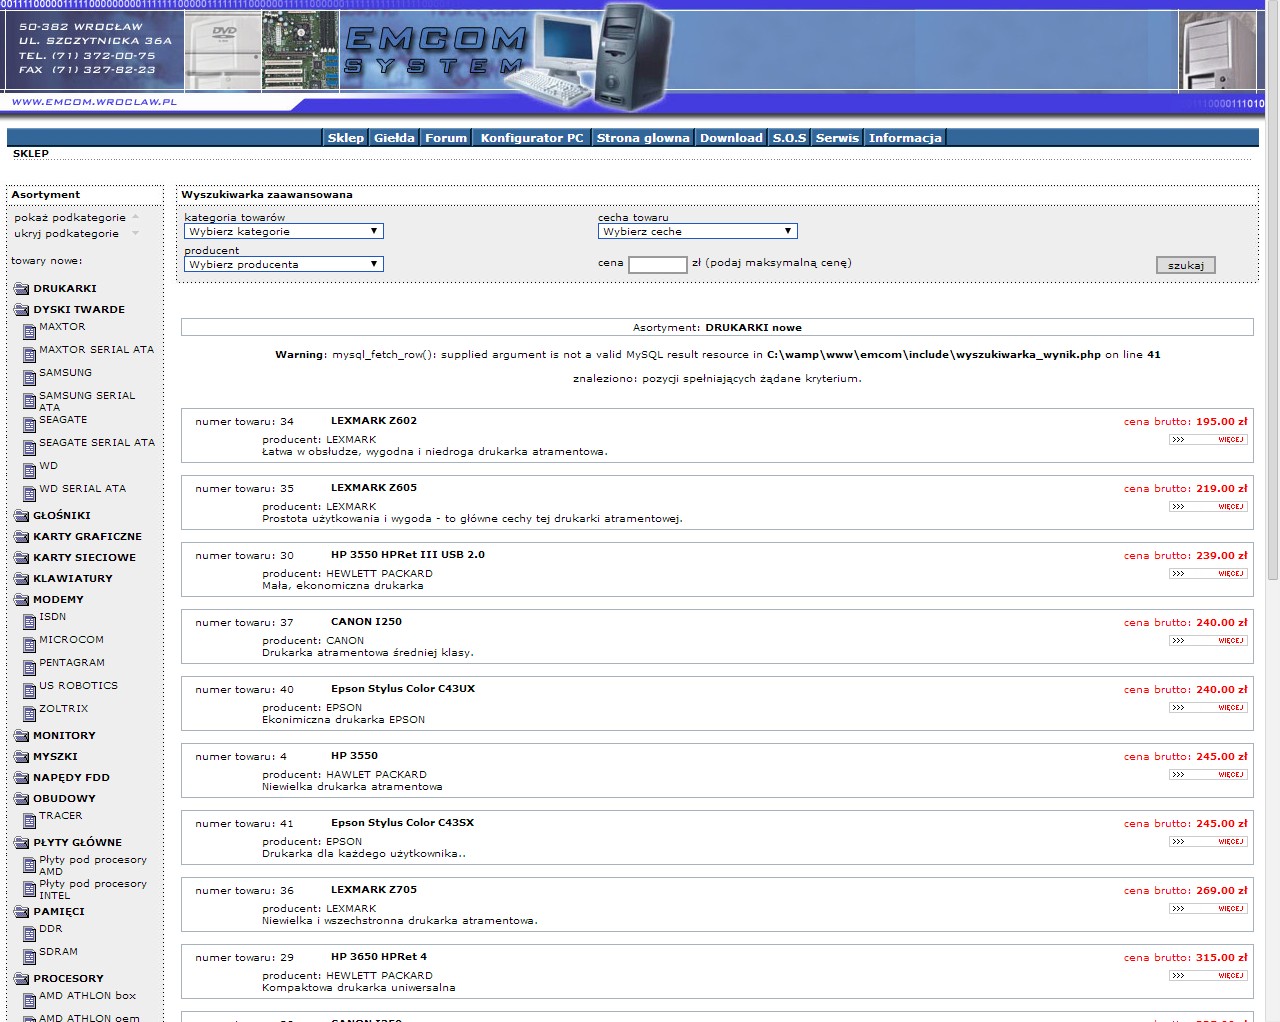 50-382 WROCŁAW
UL. SZCZYTNICKA 36A
TEL. (71) 372-00-75
FAX (71) 327-82-23
EMCOM
SYSTEM
WWW.EMCOM.WROCLAW.PL
Sklep Giełda Forum Konfigurator PC Strona glowna Download S.O.S Serwis Informacja
SKLEP
Asortyment
pokaż podkategorie
ukryj podkategorie
towary nowe:
DRUKARKI
DYSKI TWARDE
MAXTOR
MAXTOR SERIAL ATA
SAMSUNG
SAMSUNG SERIAL
ATA
SEAGATE
SEAGATE SERIAL ATA
WD
WD SERIAL ATA
GŁOŚNIKI
KARTY GRAFICZNE
KARTY SIECIOWE
KLAWIATURY
MODEMY
ISDN
MICROCOM
PENTAGRAM
US ROBOTICS
ZOLTRIX
MONITORY
MYSZKI
NAPĘDY FDD
OBUDOWY
TRACER
PŁYTY GŁÓWNE
Płyty pod procesory
AMD
Płyty pod procesory
INTEL
PAMIĘCI
DDR
SDRAM
PROCESORY
AMD ATHLON box
AMD ATHLON oem
Wyszukiwarka zaawansowana
kategoria towarów
Wybierz kategorie
cecha towaru
Wybierz ceche
producent
Wybierz producenta
cena zł (podaj maksymalną cenę)
szukaj
Asortyment: DRUKARKI nowe
Warning: mysql_fetch_row(): supplied argument is not a valid MySQL result resource in C:\wamp\www\emcom\include\wyszukiwarka_wynik.php on line 41
znaleziono: pozycji spełniających żądane kryterium.
numer towaru: 34 LEXMARK Z602 cena brutto: 195.00 zł
producent: LEXMARK >>> WIĘCEJ
Łatwa w obsłudze, wygodna i niedroga drukarka atramentowa.
numer towaru: 35 LEXMARK Z605 cena brutto: 219.00 zł
producent: LEXMARK >>> WIĘCEJ
Prostota użytkowania i wygoda - to główne cechy tej drukarki atramentowej.
numer towaru: 30 HP 3550 HPRet III USB 2.0 cena brutto: 239.00 zł
producent: HEWLETT PACKARD >>> WIĘCEJ
Mała, ekonomiczna drukarka
numer towaru: 37 CANON I250 cena brutto: 240.00 zł
producent: CANON >>> WIĘCEJ
Drukarka atramentowa średniej klasy.
numer towaru: 40 Epson Stylus Color C43UX cena brutto: 240.00 zł
producent: EPSON >>> WIĘCEJ
Ekonimiczna drukarka EPSON
numer towaru: 4 HP 3550 cena brutto: 245.00 zł
producent: HAWLET PACKARD >>> WIĘCEJ
Niewielka drukarka atramentowa
numer towaru: 41 Epson Stylus Color C43SX cena brutto: 245.00 zł
producent: EPSON >>> WIĘCEJ
Drukarka dla każdego użytkownika..
numer towaru: 36 LEXMARK Z705 cena brutto: 269.00 zł
producent: LEXMARK >>> WIĘCEJ
Niewielka i wszechstronna drukarka atramentowa.
numer towaru: 29 HP 3650 HPRet 4 cena brutto: 315.00 zł
producent: HEWLETT PACKARD >>> WIĘCEJ
Kompaktowa drukarka uniwersalna